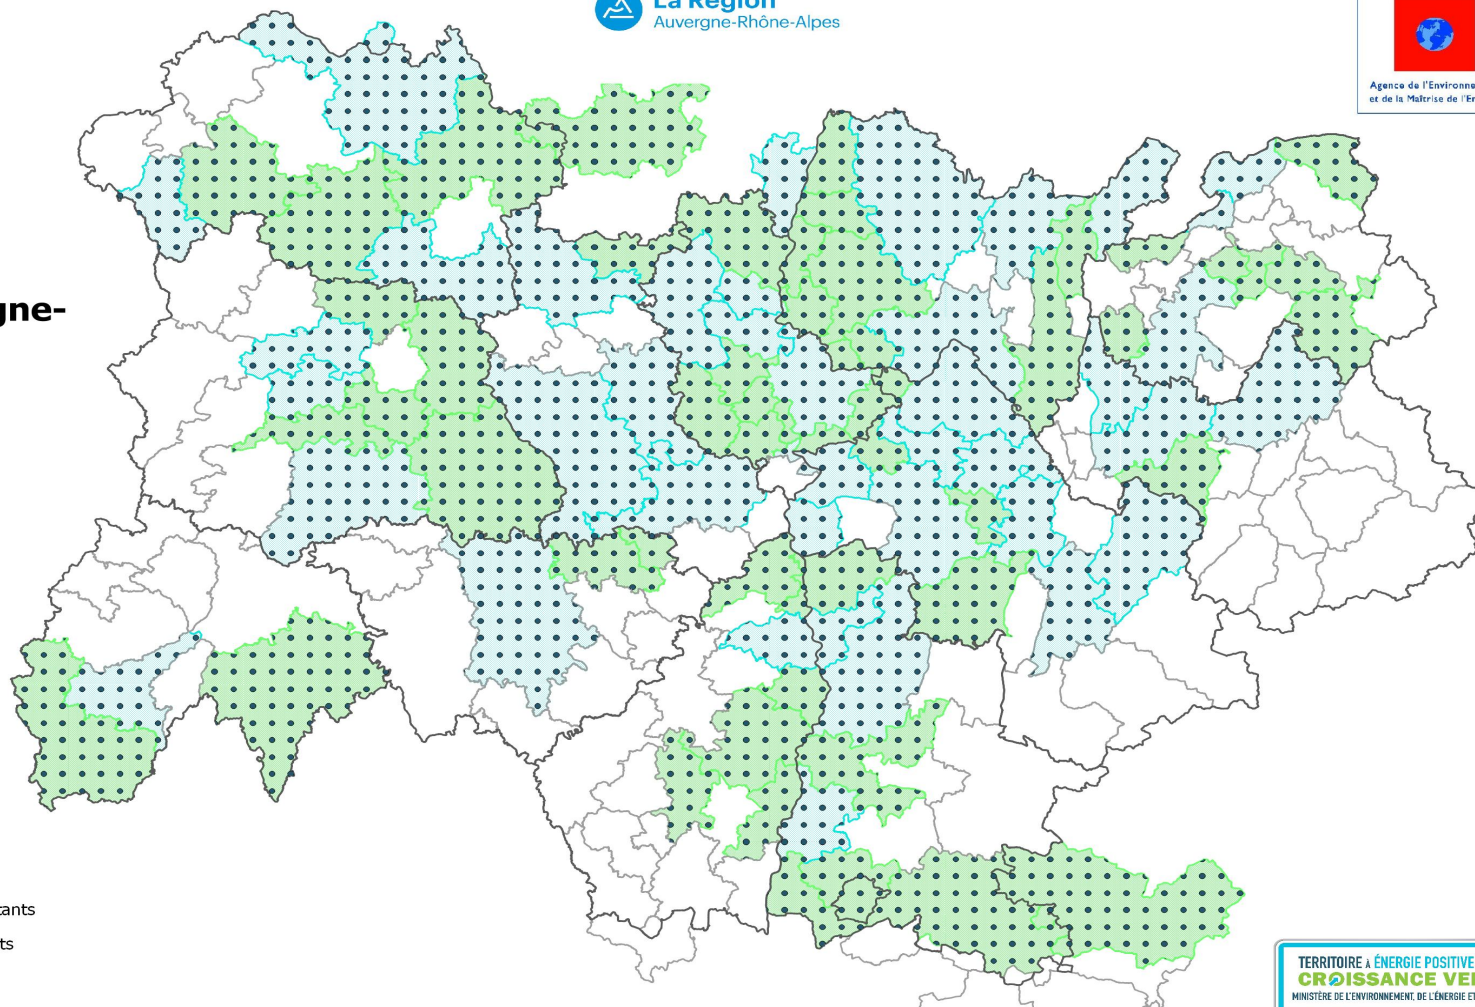 La Région
Auvergne-Rhône-Alpes
Agence de l'Environne
et de la Maîtrise de l'En
gne-
tants
ts
TERRITOIRE à ÉNERGIE POSITIVE
CROISSANCE VE
MINISTÈRE DE L'ENVIRONNEMENT, DE L'ÉNERGIE ET